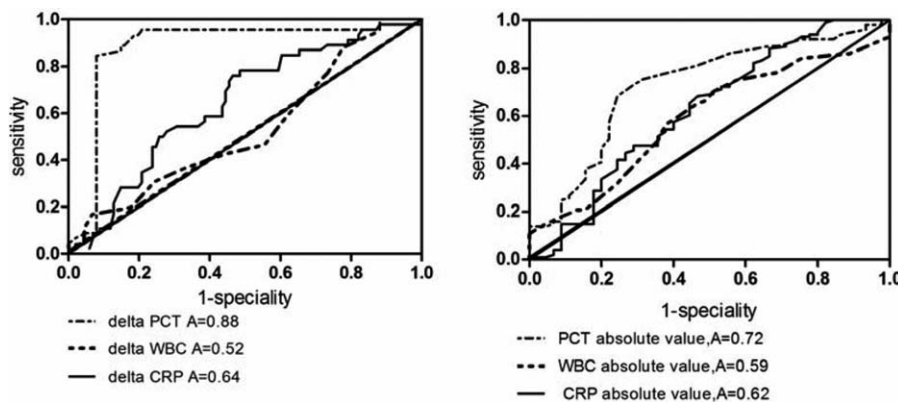 1.0
0.8
0.6
0.4
0.2
0.0
sensitivity
0.0 0.2 0.4 0.6 0.8 1.0
1-speciality
delta PCT A=0.88
delta WBC A=0.52
delta CRP A=0.64
1.0
0.8
0.6
0.4
0.2
0.0
sensitivity
0.0 0.2 0.4 0.6 0.8 1.0
1-speciality
PCT absolute value,A=0.72
WBC absolute value,A=0.59
CRP absolute value,A=0.62